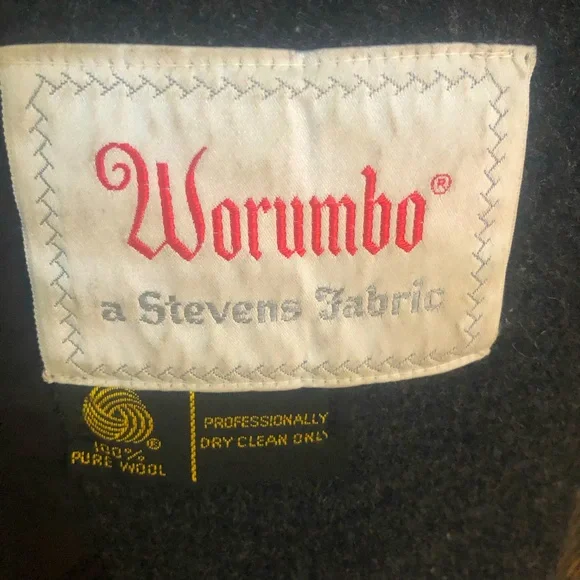 Worumbo®
a Stevens Fabric
100%
PURE WOOL
®
PROFESSIONALLY
DRY CLEAN ONLY